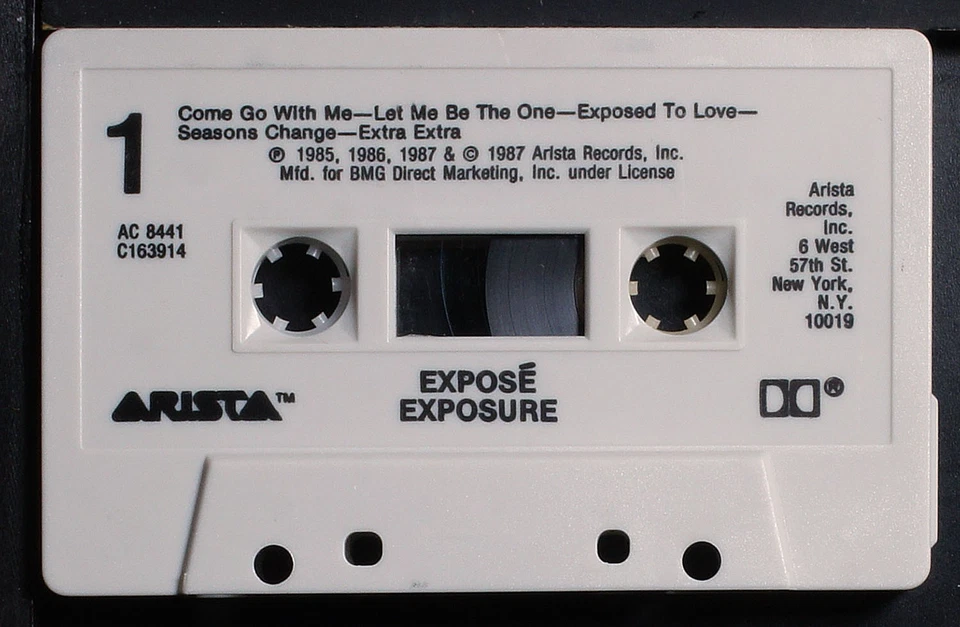 1
Come Go With Me—Let Me Be The One—Exposed To Love—
Seasons Change—Extra Extra
℗ 1985, 1986, 1987 & © 1987 Arista Records, Inc.
Mfd. for BMG Direct Marketing, Inc. under License
AC 8441
C163914
Arista
Records,
Inc.
6 West
57th St.
New York,
N.Y.
10019
ARISTA™
EXPOSÉ
EXPOSURE
®